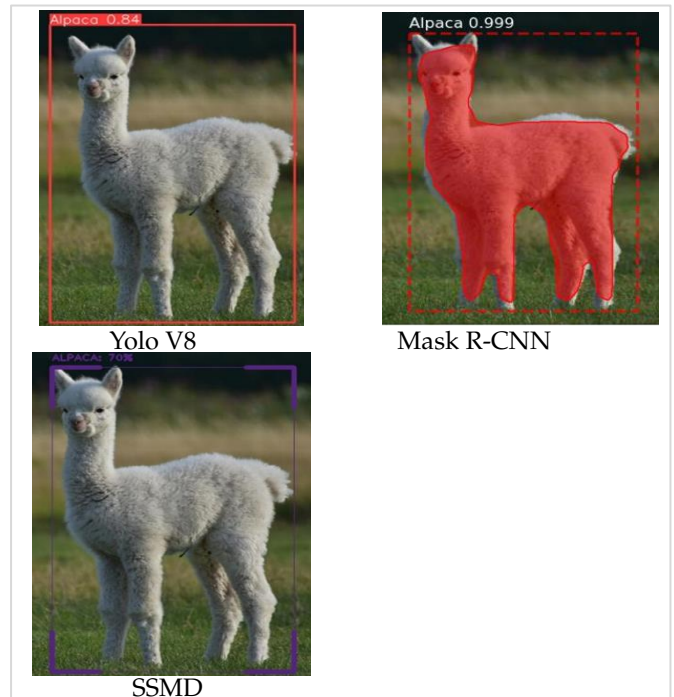 Alpaca 0.84
Alpaca 0.999
Yolo V8
Mask R-CNN
ALPACA: 70%
SSMD